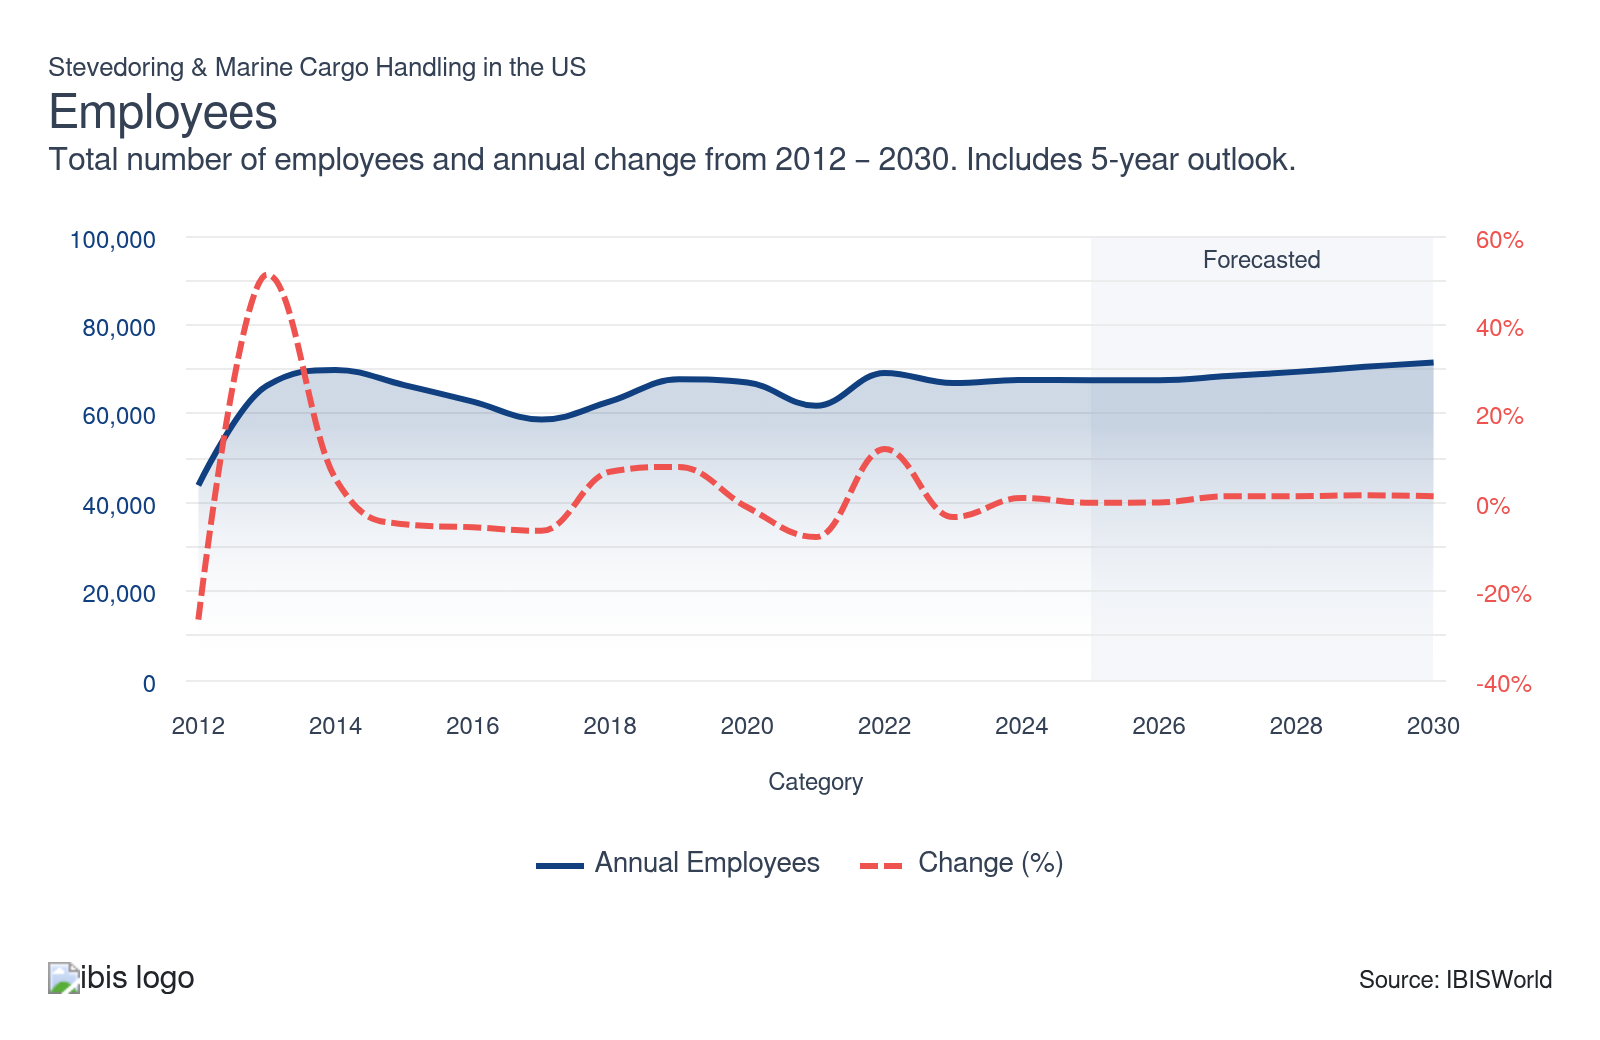 Stevedoring & Marine Cargo Handling in the US
Employees
Total number of employees and annual change from 2012 – 2030. Includes 5-year outlook.
100,000
60%
Forecasted
80,000
40%
60,000
20%
40,000
0%
20,000
-20%
0
-40%
2012 2014 2016 2018 2020 2022 2024 2026 2028 2030
Category
Annual Employees Change (%)
ibis logo
Source: IBISWorld